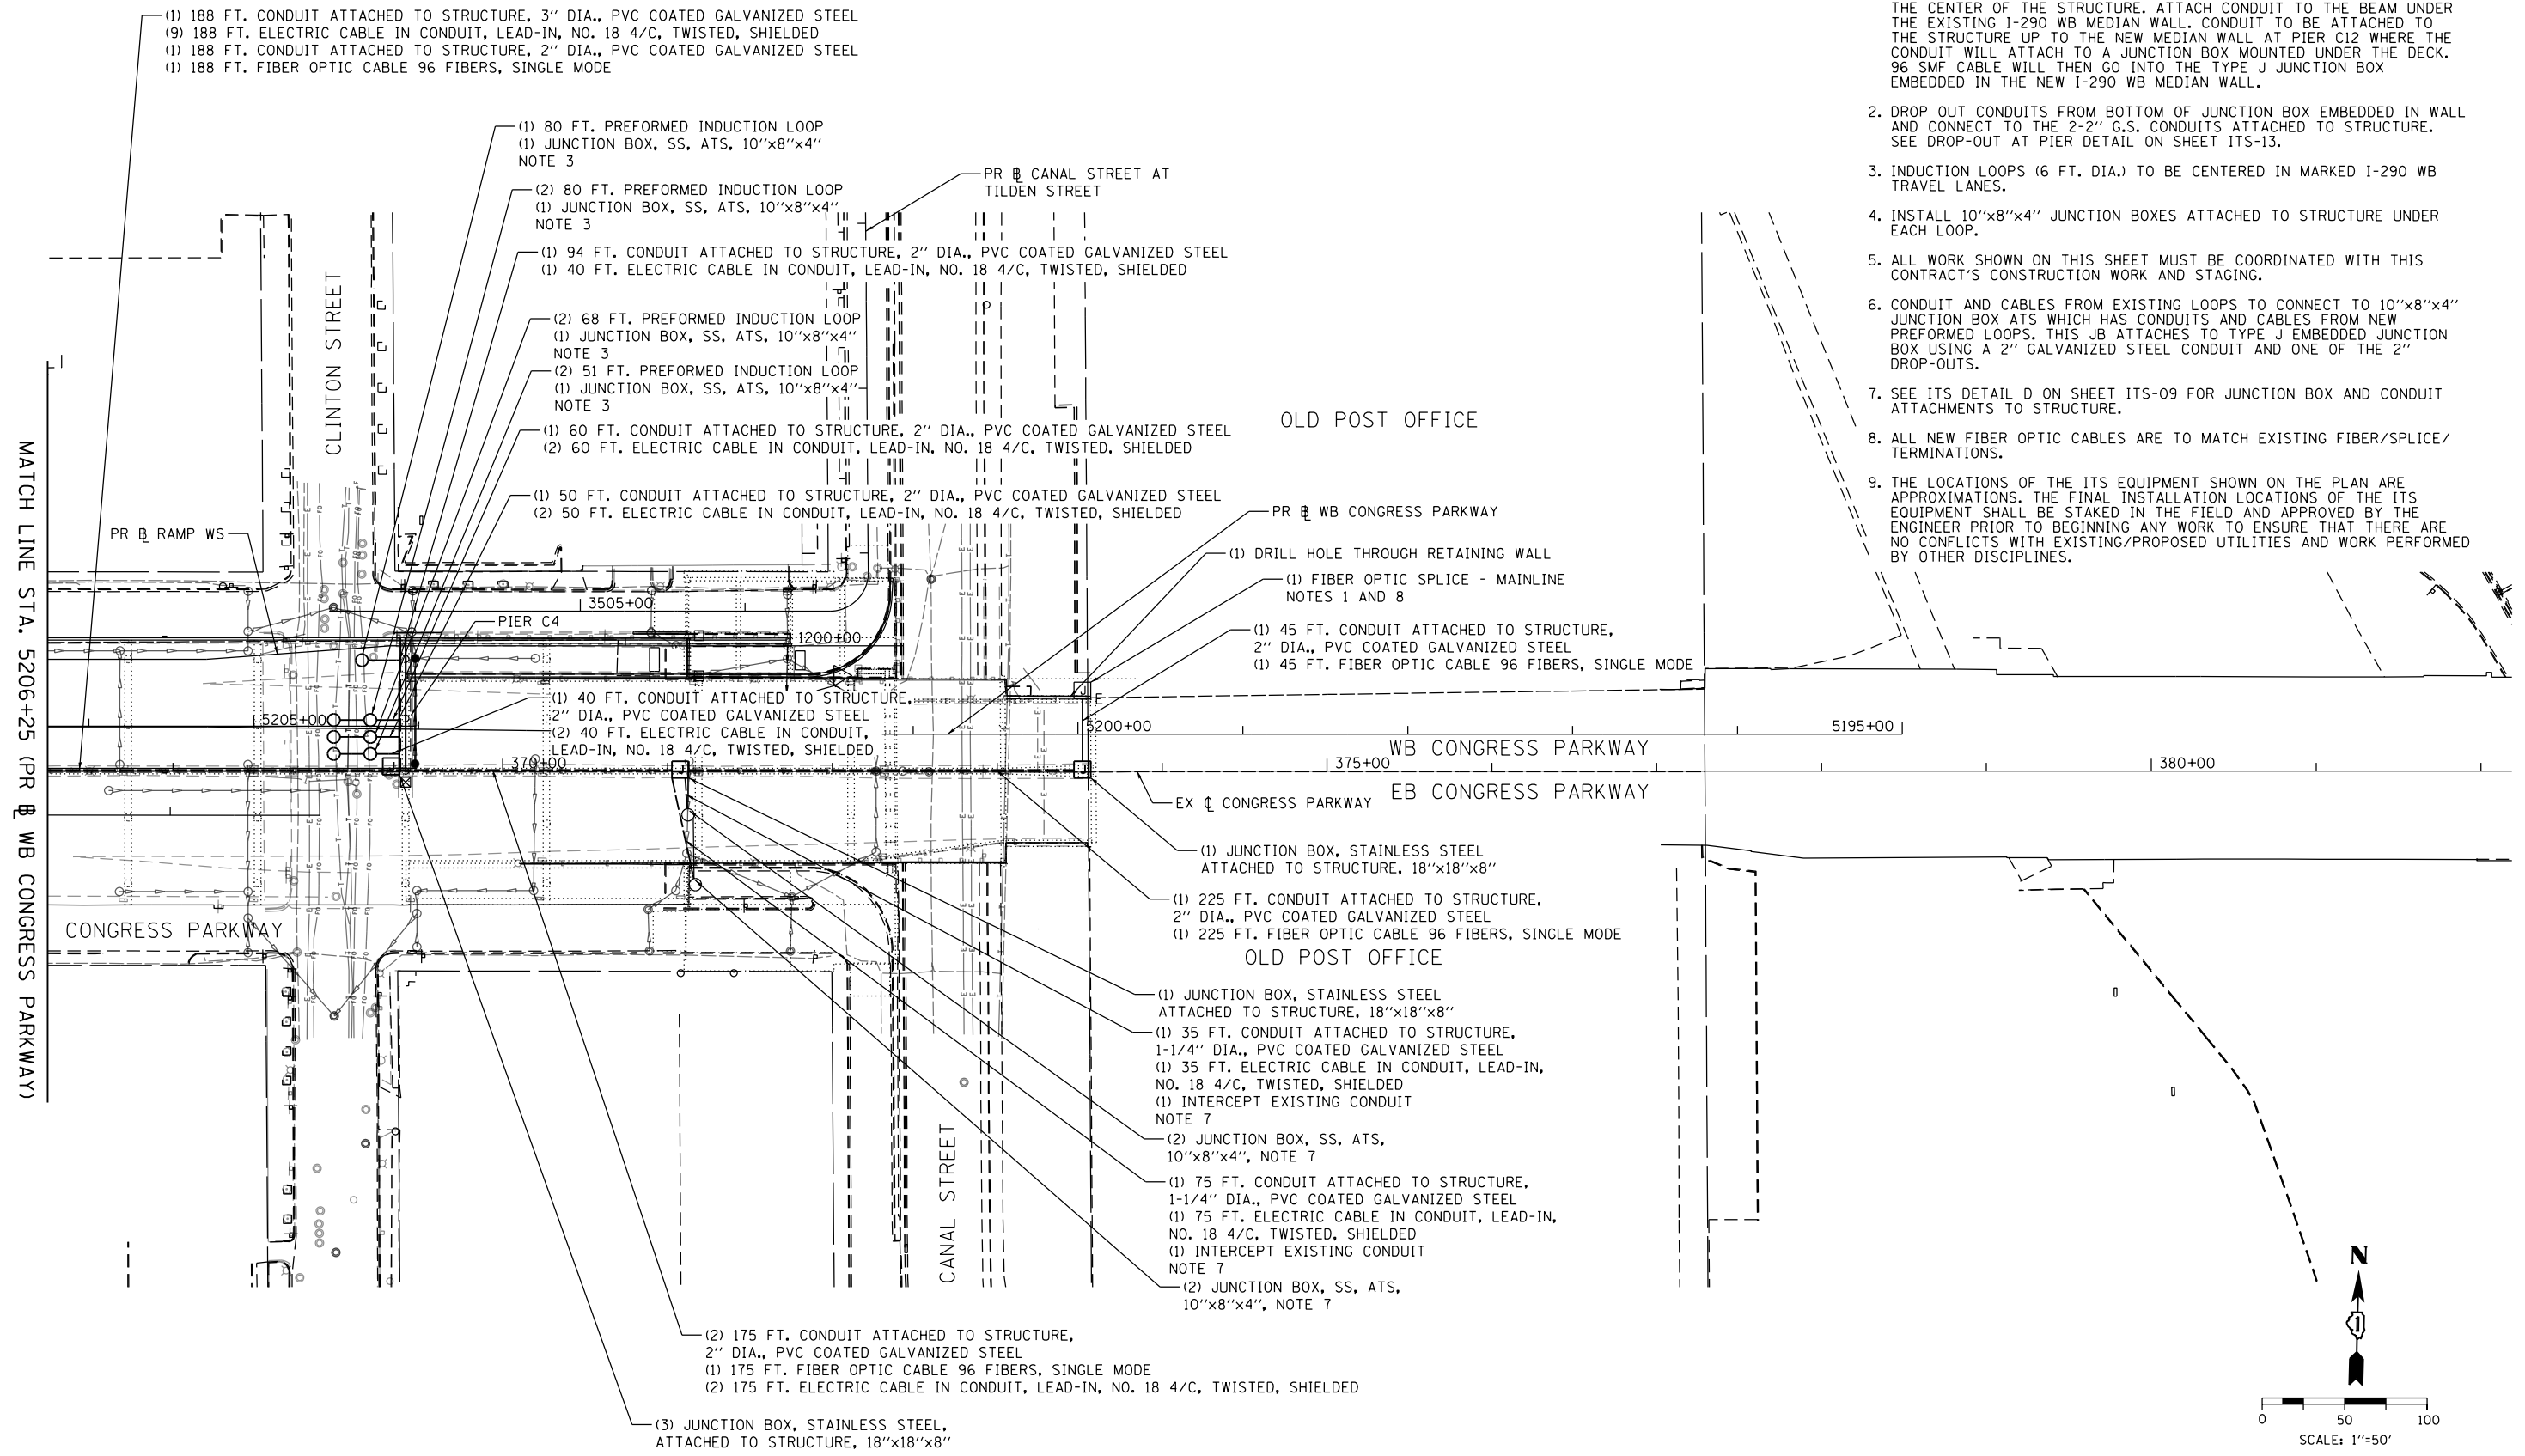 (1) 188 FT. CONDUIT ATTACHED TO STRUCTURE, 3" DIA., PVC COATED GALVANIZED STEEL
(9) 188 FT. ELECTRIC CABLE IN CONDUIT, LEAD-IN, NO. 18 4/C, TWISTED, SHIELDED
(1) 188 FT. CONDUIT ATTACHED TO STRUCTURE, 2" DIA., PVC COATED GALVANIZED STEEL
(1) 188 FT. FIBER OPTIC CABLE 96 FIBERS, SINGLE MODE
(1) 80 FT. PREFORMED INDUCTION LOOP
(1) JUNCTION BOX, SS, ATS, 10"x8"x4"
NOTE 3
(2) 80 FT. PREFORMED INDUCTION LOOP
(1) JUNCTION BOX, SS, ATS, 10"x8"x4"
NOTE 3
PR BL CANAL STREET AT
TILDEN STREET
(1) 94 FT. CONDUIT ATTACHED TO STRUCTURE, 2" DIA., PVC COATED GALVANIZED STEEL
(1) 40 FT. ELECTRIC CABLE IN CONDUIT, LEAD-IN, NO. 18 4/C, TWISTED, SHIELDED
(2) 68 FT. PREFORMED INDUCTION LOOP
(1) JUNCTION BOX, SS, ATS, 10"x8"x4"
NOTE 3
(2) 51 FT. PREFORMED INDUCTION LOOP
(1) JUNCTION BOX, SS, ATS, 10"x8"x4"
NOTE 3
(1) 60 FT. CONDUIT ATTACHED TO STRUCTURE, 2" DIA., PVC COATED GALVANIZED STEEL
(2) 60 FT. ELECTRIC CABLE IN CONDUIT, LEAD-IN, NO. 18 4/C, TWISTED, SHIELDED
(1) 50 FT. CONDUIT ATTACHED TO STRUCTURE, 2" DIA., PVC COATED GALVANIZED STEEL
(2) 50 FT. ELECTRIC CABLE IN CONDUIT, LEAD-IN, NO. 18 4/C, TWISTED, SHIELDED
CLINTON STREET
OLD POST OFFICE
PR BL RAMP WS
PR BL WB CONGRESS PARKWAY
(1) DRILL HOLE THROUGH RETAINING WALL
(1) FIBER OPTIC SPLICE - MAINLINE
NOTES 1 AND 8
(1) 45 FT. CONDUIT ATTACHED TO STRUCTURE,
2" DIA., PVC COATED GALVANIZED STEEL
(1) 45 FT. FIBER OPTIC CABLE 96 FIBERS, SINGLE MODE
3505+00
PIER C4
1200+00
(1) 40 FT. CONDUIT ATTACHED TO STRUCTURE,
2" DIA., PVC COATED GALVANIZED STEEL
(2) 40 FT. ELECTRIC CABLE IN CONDUIT,
LEAD-IN, NO. 18 4/C, TWISTED, SHIELDED
5205+00
5200+00
5195+00
WB CONGRESS PARKWAY
370+00
375+00
380+00
EB CONGRESS PARKWAY
EX CL CONGRESS PARKWAY
MATCH LINE STA. 5206+25 (PR BL WB CONGRESS PARKWAY)
CONGRESS PARKWAY
(1) JUNCTION BOX, STAINLESS STEEL
ATTACHED TO STRUCTURE, 18"x18"x8"
(1) 225 FT. CONDUIT ATTACHED TO STRUCTURE,
2" DIA., PVC COATED GALVANIZED STEEL
(1) 225 FT. FIBER OPTIC CABLE 96 FIBERS, SINGLE MODE
OLD POST OFFICE
(1) JUNCTION BOX, STAINLESS STEEL
ATTACHED TO STRUCTURE, 18"x18"x8"
(1) 35 FT. CONDUIT ATTACHED TO STRUCTURE,
1-1/4" DIA., PVC COATED GALVANIZED STEEL
(1) 35 FT. ELECTRIC CABLE IN CONDUIT, LEAD-IN,
NO. 18 4/C, TWISTED, SHIELDED
(1) INTERCEPT EXISTING CONDUIT
NOTE 7
CANAL STREET
(2) JUNCTION BOX, SS, ATS,
10"x8"x4", NOTE 7
(1) 75 FT. CONDUIT ATTACHED TO STRUCTURE,
1-1/4" DIA., PVC COATED GALVANIZED STEEL
(1) 75 FT. ELECTRIC CABLE IN CONDUIT, LEAD-IN,
NO. 18 4/C, TWISTED, SHIELDED
(1) INTERCEPT EXISTING CONDUIT
NOTE 7
(2) JUNCTION BOX, SS, ATS,
10"x8"x4", NOTE 7
(2) 175 FT. CONDUIT ATTACHED TO STRUCTURE,
2" DIA., PVC COATED GALVANIZED STEEL
(1) 175 FT. FIBER OPTIC CABLE 96 FIBERS, SINGLE MODE
(2) 175 FT. ELECTRIC CABLE IN CONDUIT, LEAD-IN, NO. 18 4/C, TWISTED, SHIELDED
(3) JUNCTION BOX, STAINLESS STEEL,
ATTACHED TO STRUCTURE, 18"x18"x8"
THE CENTER OF THE STRUCTURE. ATTACH CONDUIT TO THE BEAM UNDER
THE EXISTING I-290 WB MEDIAN WALL. CONDUIT TO BE ATTACHED TO
THE STRUCTURE UP TO THE NEW MEDIAN WALL AT PIER C12 WHERE THE
CONDUIT WILL ATTACH TO A JUNCTION BOX MOUNTED UNDER THE DECK.
96 SMF CABLE WILL THEN GO INTO THE TYPE J JUNCTION BOX
EMBEDDED IN THE NEW I-290 WB MEDIAN WALL.
2. DROP OUT CONDUITS FROM BOTTOM OF JUNCTION BOX EMBEDDED IN WALL
AND CONNECT TO THE 2-2" G.S. CONDUITS ATTACHED TO STRUCTURE.
SEE DROP-OUT AT PIER DETAIL ON SHEET ITS-13.
3. INDUCTION LOOPS (6 FT. DIA.) TO BE CENTERED IN MARKED I-290 WB
TRAVEL LANES.
4. INSTALL 10"x8"x4" JUNCTION BOXES ATTACHED TO STRUCTURE UNDER
EACH LOOP.
5. ALL WORK SHOWN ON THIS SHEET MUST BE COORDINATED WITH THIS
CONTRACT'S CONSTRUCTION WORK AND STAGING.
6. CONDUIT AND CABLES FROM EXISTING LOOPS TO CONNECT TO 10"x8"x4"
JUNCTION BOX ATS WHICH HAS CONDUITS AND CABLES FROM NEW
PREFORMED LOOPS. THIS JB ATTACHES TO TYPE J EMBEDDED JUNCTION
BOX USING A 2" GALVANIZED STEEL CONDUIT AND ONE OF THE 2"
DROP-OUTS.
7. SEE ITS DETAIL D ON SHEET ITS-09 FOR JUNCTION BOX AND CONDUIT
ATTACHMENTS TO STRUCTURE.
8. ALL NEW FIBER OPTIC CABLES ARE TO MATCH EXISTING FIBER/SPLICE/
TERMINATIONS.
9. THE LOCATIONS OF THE ITS EQUIPMENT SHOWN ON THE PLAN ARE
APPROXIMATIONS. THE FINAL INSTALLATION LOCATIONS OF THE ITS
EQUIPMENT SHALL BE STAKED IN THE FIELD AND APPROVED BY THE
ENGINEER PRIOR TO BEGINNING ANY WORK TO ENSURE THAT THERE ARE
NO CONFLICTS WITH EXISTING/PROPOSED UTILITIES AND WORK PERFORMED
BY OTHER DISCIPLINES.
N
1
0 50 100
SCALE: 1"=50'